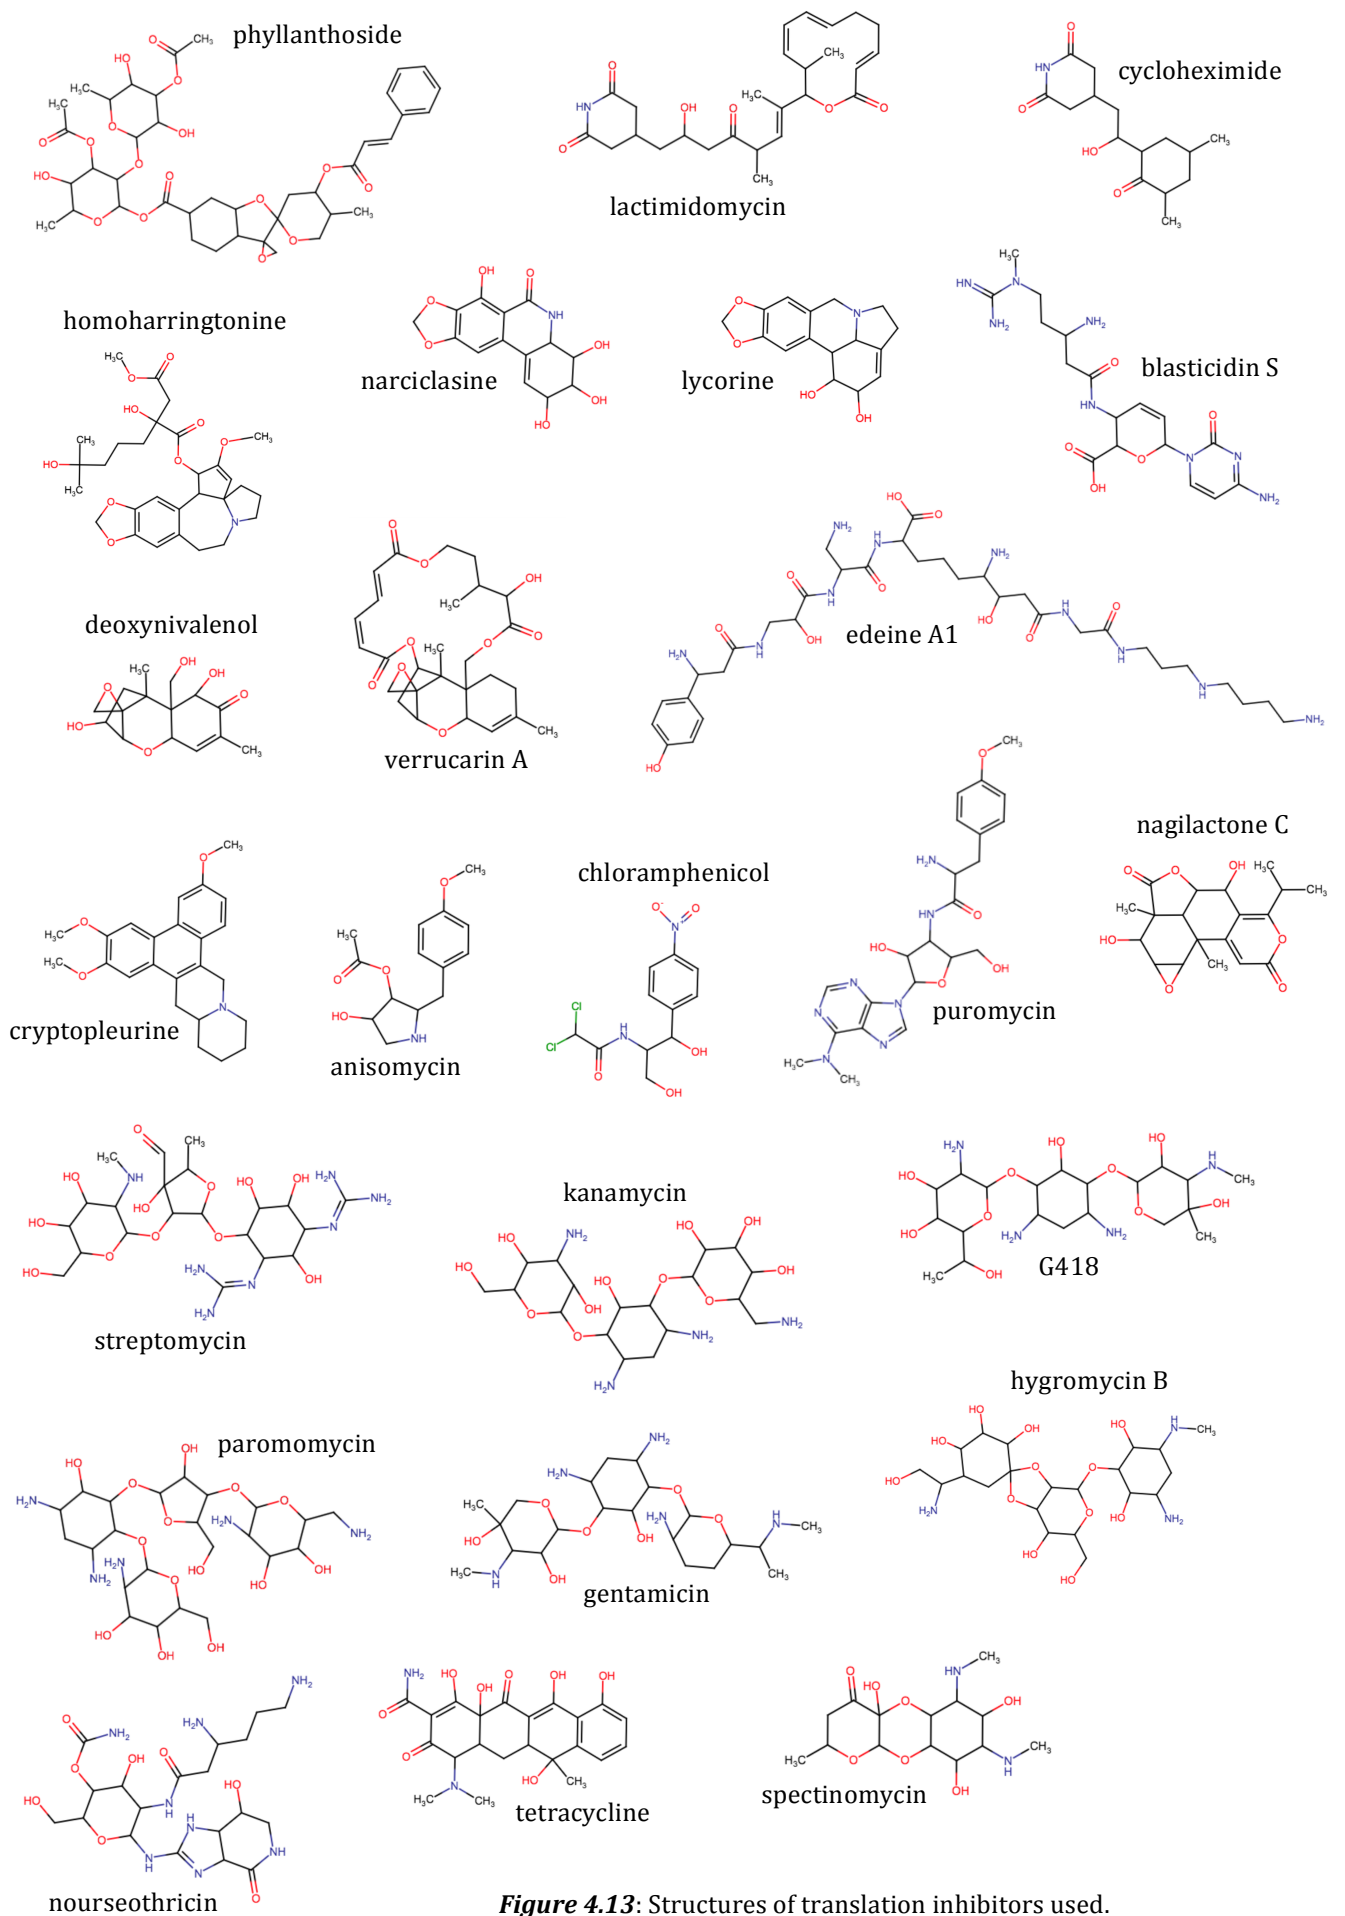 phyllanthoside
lactimidomycin
cycloheximide
homoharringtonine
narciclasine
lycorine
blasticidin S
deoxynivalenol
verrucarin A
edeine A1
nagilactone C
cryptopleurine
anisomycin
chloramphenicol
puromycin
streptomycin
kanamycin
G418
hygromycin B
paromomycin
gentamicin
nourseothricin
tetracycline
spectinomycin
Figure 4.13: Structures of translation inhibitors used.